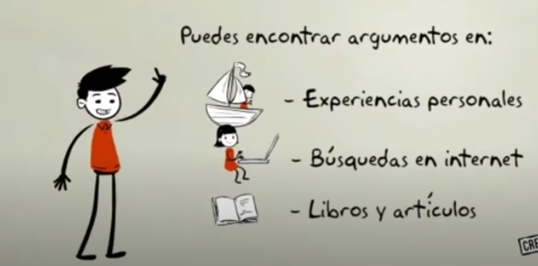 Puedes encontrar argumentos en:
- Experiencias personales
- Búsquedas en internet
- Libros y artículos